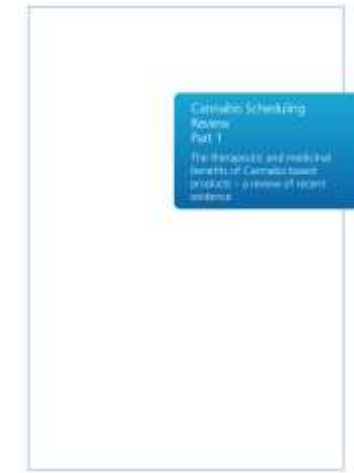 Cannabis Scheduling
Review
Part 1
The therapeutic and medicinal
benefits of Cannabis based
products – a review of recent
evidence